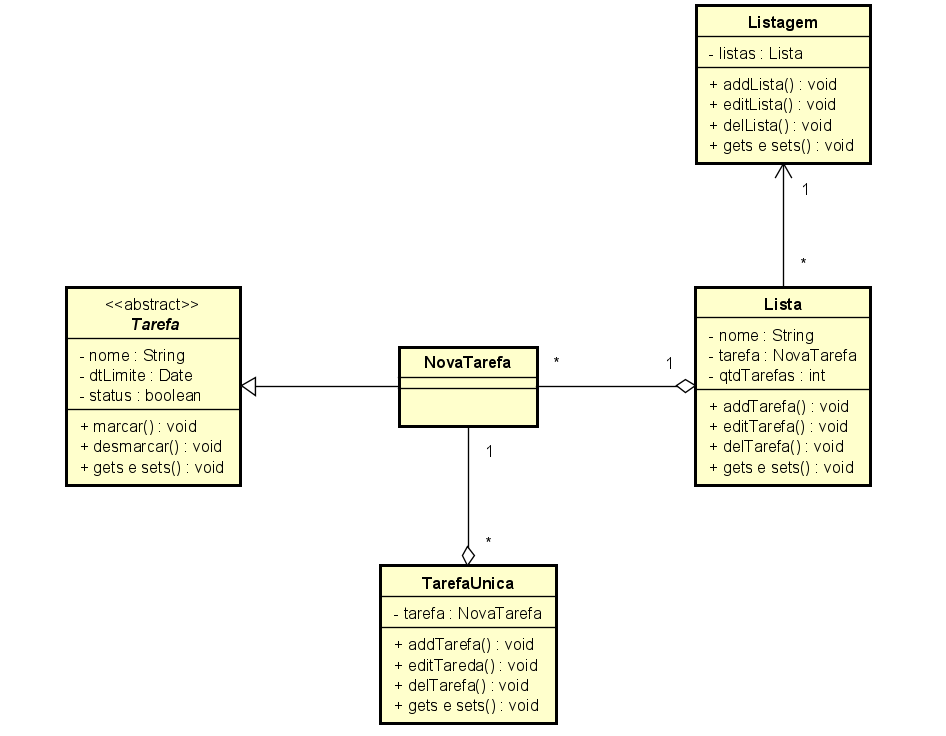 Listagem
- listas : Lista
+ addLista() : void
+ editLista() : void
+ delLista() : void
+ gets e sets() : void
1
*
<<abstract>>
Tarefa
- nome : String
- dtLimite : Date
- status : boolean
+ marcar() : void
+ desmarcar() : void
+ gets e sets() : void
NovaTarefa
*
1
Lista
- nome : String
- tarefa : NovaTarefa
- qtdTarefas : int
+ addTarefa() : void
+ editTarefa() : void
+ delTarefa() : void
+ gets e sets() : void
1
*
TarefaUnica
- tarefa : NovaTarefa
+ addTarefa() : void
+ editTareda() : void
+ delTarefa() : void
+ gets e sets() : void